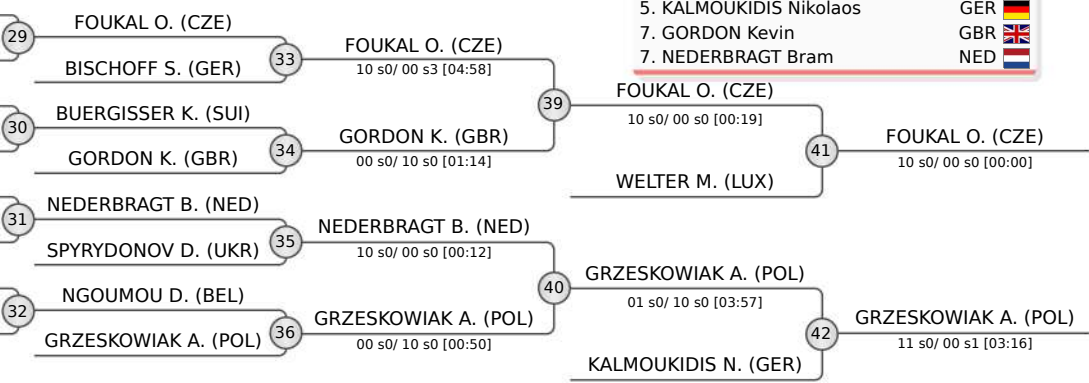 5. KALMOUKIDIS Nikolaos GER
7. GORDON Kevin GBR
7. NEDERBRAGT Bram NED
29
FOUKAL O. (CZE)
BISCHOFF S. (GER)
33
FOUKAL O. (CZE)
10 s0/ 00 s3 [04:58]
30
BUERGISSER K. (SUI)
GORDON K. (GBR)
34
GORDON K. (GBR)
00 s0/ 10 s0 [01:14]
39
FOUKAL O. (CZE)
10 s0/ 00 s0 [00:19]
WELTER M. (LUX)
41
FOUKAL O. (CZE)
10 s0/ 00 s0 [00:00]
31
NEDERBRAGT B. (NED)
SPYRYDONOV D. (UKR)
35
NEDERBRAGT B. (NED)
10 s0/ 00 s0 [00:12]
32
NGOUMOU D. (BEL)
GRZESKOWIAK A. (POL)
36
GRZESKOWIAK A. (POL)
00 s0/ 10 s0 [00:50]
40
GRZESKOWIAK A. (POL)
01 s0/ 10 s0 [03:57]
KALMOUKIDIS N. (GER)
42
GRZESKOWIAK A. (POL)
11 s0/ 00 s1 [03:16]